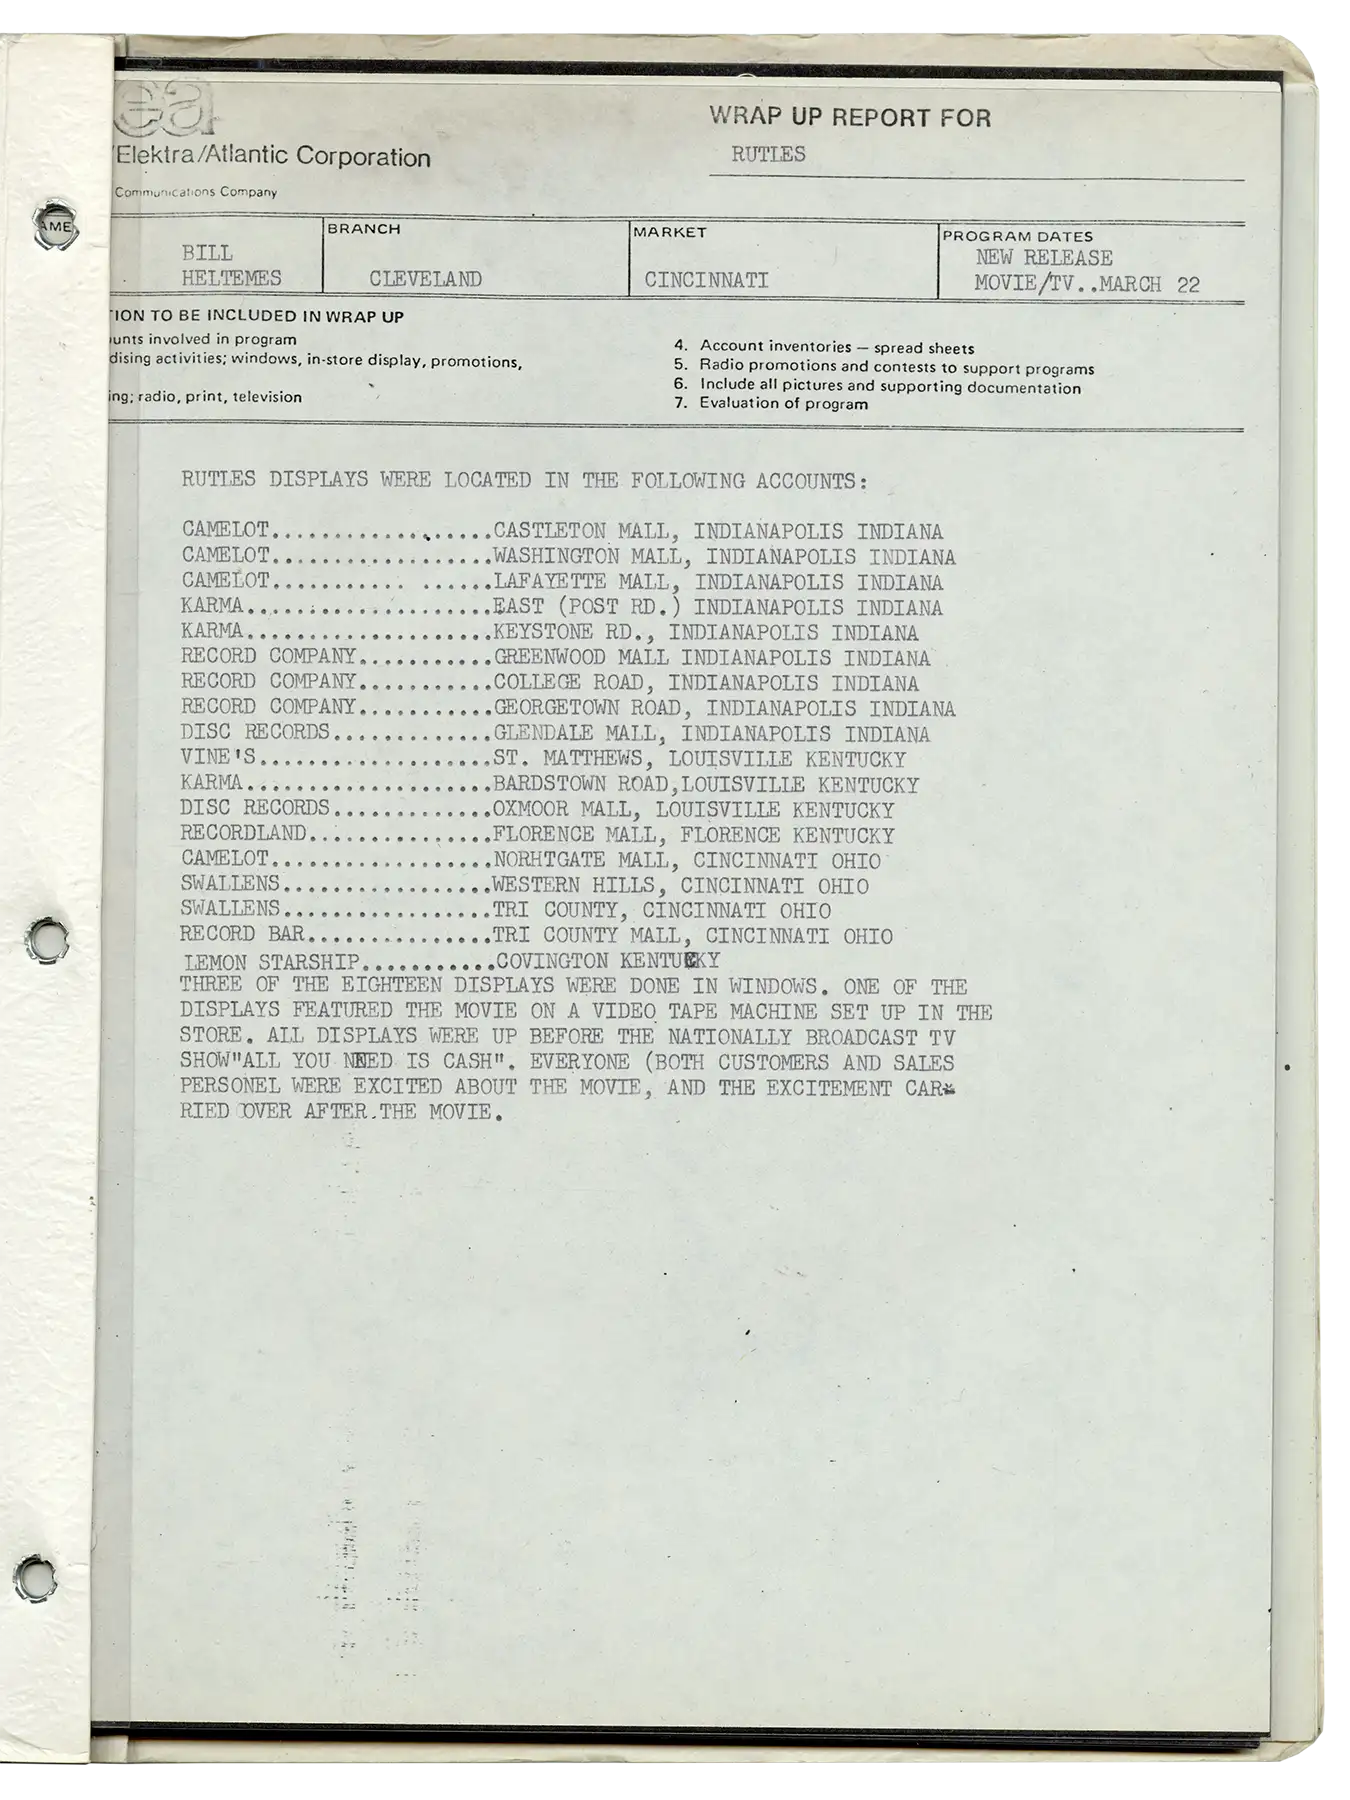 ea
WRAP UP REPORT FOR
Elektra/Atlantic Corporation
RUTLES
Communications Company
AME
BRANCH
MARKET
PROGRAM DATES
BILL
NEW RELEASE
HELTEMES
CLEVELAND
CINCINNATI
MOVIE/TV..MARCH 22
ION TO BE INCLUDED IN WRAP UP
unts involved in program
dising activities; windows, in-store display, promotions,
ing; radio, print, television
4. Account inventories — spread sheets
5. Radio promotions and contests to support programs
6. Include all pictures and supporting documentation
7. Evaluation of program
RUTLES DISPLAYS WERE LOCATED IN THE FOLLOWING ACCOUNTS:
CAMELOT..................CASTLETON MALL, INDIANAPOLIS INDIANA
CAMELOT..................WASHINGTON MALL, INDIANAPOLIS INDIANA
CAMELOT........... ......LAFAYETTE MALL, INDIANAPOLIS INDIANA
KARMA....................EAST (POST RD.) INDIANAPOLIS INDIANA
KARMA....................KEYSTONE RD., INDIANAPOLIS INDIANA
RECORD COMPANY...........GREENWOOD MALL INDIANAPOLIS INDIANA
RECORD COMPANY...........COLLEGE ROAD, INDIANAPOLIS INDIANA
RECORD COMPANY...........GEORGETOWN ROAD, INDIANAPOLIS INDIANA
DISC RECORDS.............GLENDALE MALL, INDIANAPOLIS INDIANA
VINE'S...................ST. MATTHEWS, LOUISVILLE KENTUCKY
KARMA....................BARDSTOWN ROAD,LOUISVILLE KENTUCKY
DISC RECORDS.............OXMOOR MALL, LOUISVILLE KENTUCKY
RECORDLAND...............FLORENCE MALL, FLORENCE KENTUCKY
CAMELOT..................NORHTGATE MALL, CINCINNATI OHIO
SWALLENS.................WESTERN HILLS, CINCINNATI OHIO
SWALLENS.................TRI COUNTY, CINCINNATI OHIO
RECORD BAR...............TRI COUNTY MALL, CINCINNATI OHIO
LEMON STARSHIP...........COVINGTON KENTUCKY
THREE OF THE EIGHTEEN DISPLAYS WERE DONE IN WINDOWS. ONE OF THE
DISPLAYS FEATURED THE MOVIE ON A VIDEO TAPE MACHINE SET UP IN THE
STORE. ALL DISPLAYS WERE UP BEFORE THE NATIONALLY BROADCAST TV
SHOW"ALL YOU NEED IS CASH". EVERYONE (BOTH CUSTOMERS AND SALES
PERSONEL WERE EXCITED ABOUT THE MOVIE, AND THE EXCITEMENT CAR-
RIED OVER AFTER THE MOVIE.